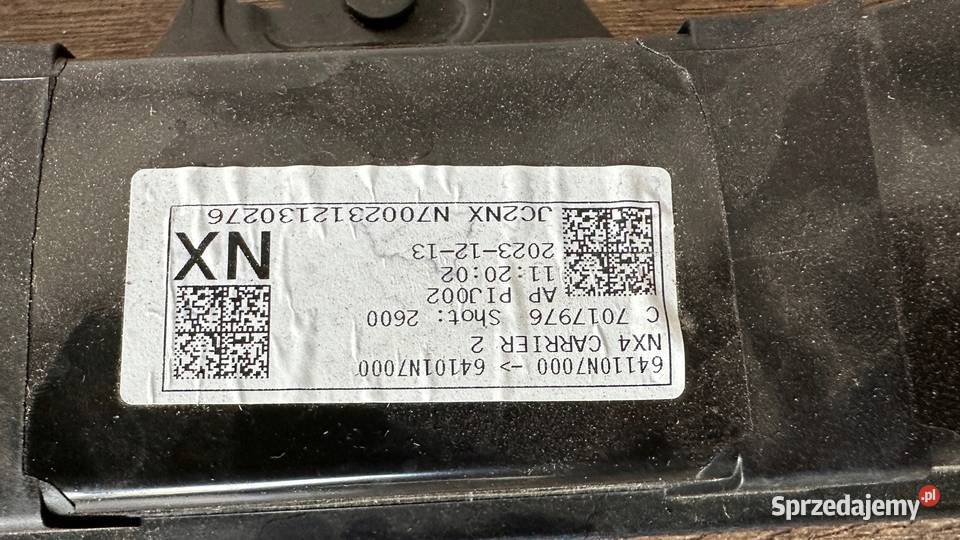 64110N7000 -> 64101N7000
NX4 CARRIER 2
C 7017976 Shot: 2600
AP PIJ002
11:20:02
2023-12-13
NX
JC2NX N7002312130276
Sprzedajemy.pl